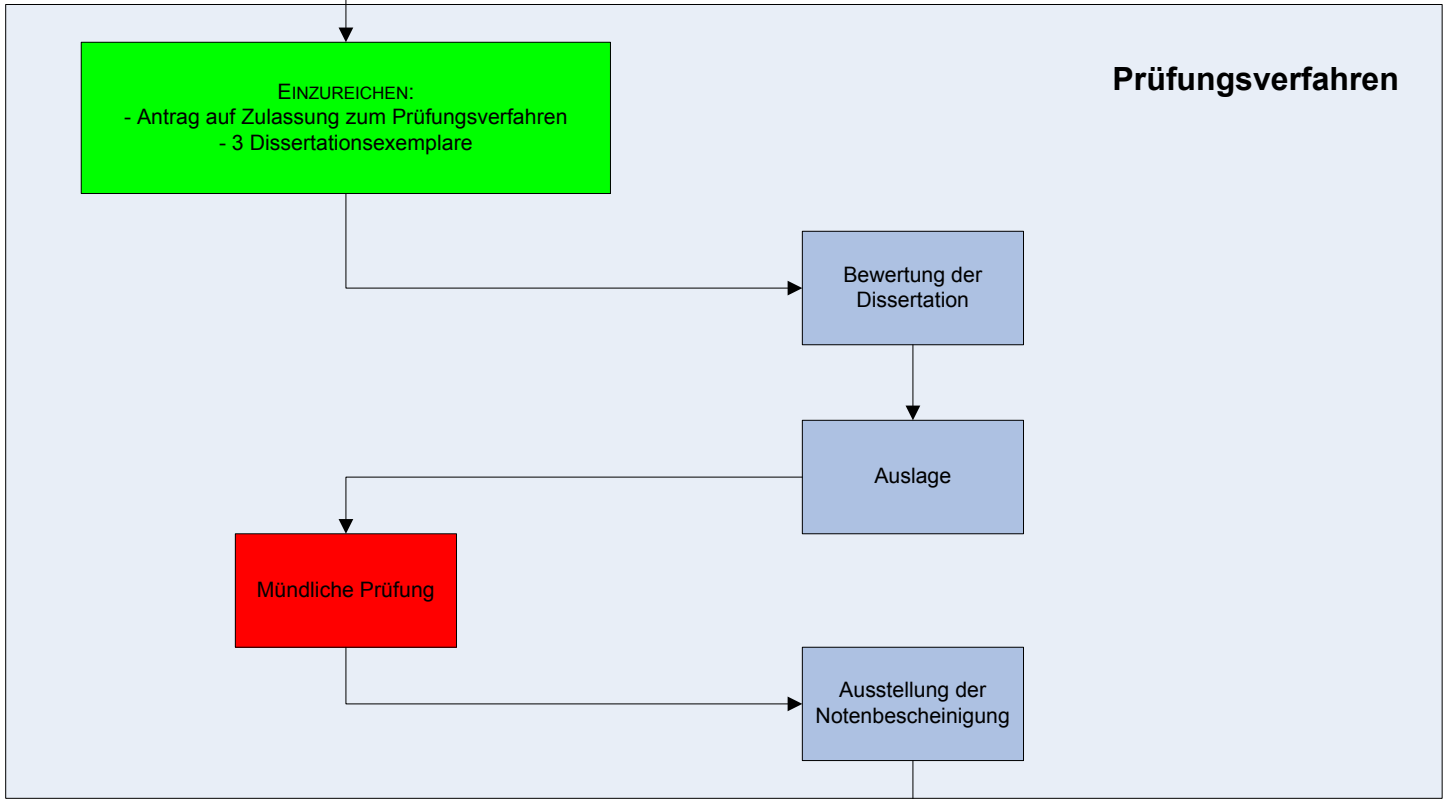 Prüfungsverfahren
EINZUREICHEN:
- Antrag auf Zulassung zum Prüfungsverfahren
- 3 Dissertationsexemplare
Bewertung der
Dissertation
Auslage
Mündliche Prüfung
Ausstellung der
Notenbescheinigung